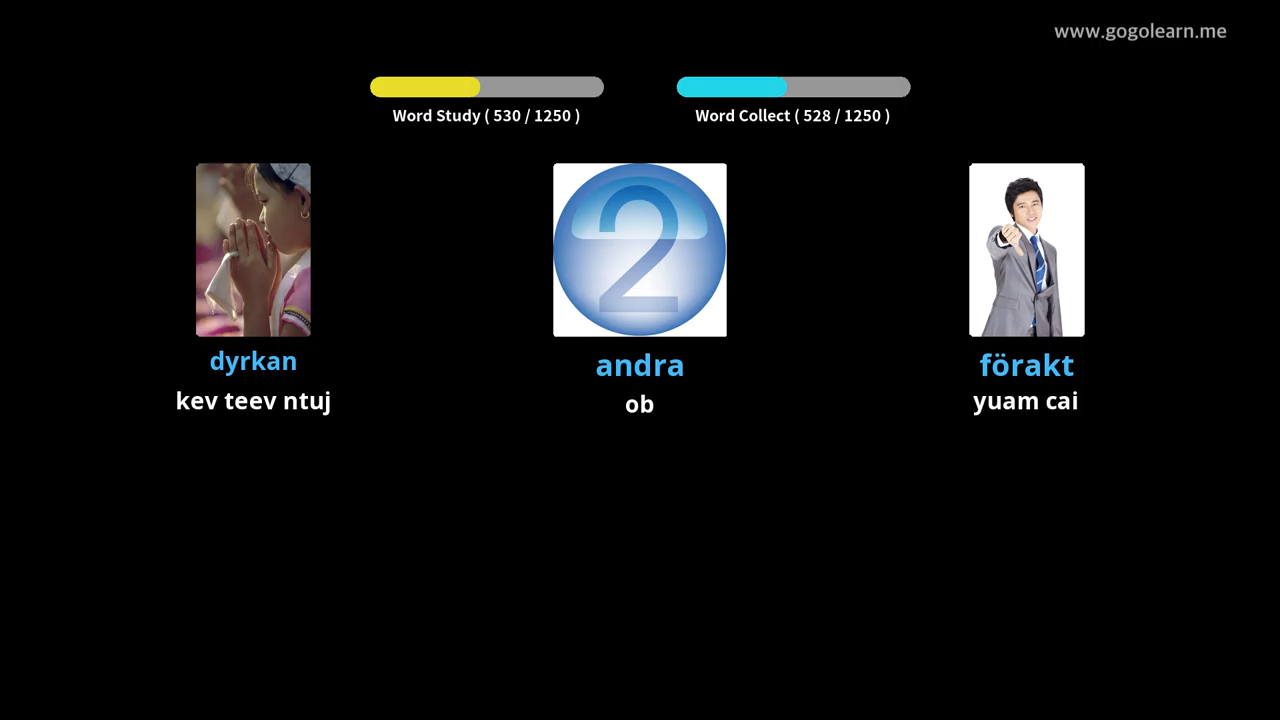 www.gogolearn.me
Word Study ( 530 / 1250 )
Word Collect ( 528 / 1250 )
2
dyrkan
andra
förakt
kev teev ntuj
ob
yuam cai